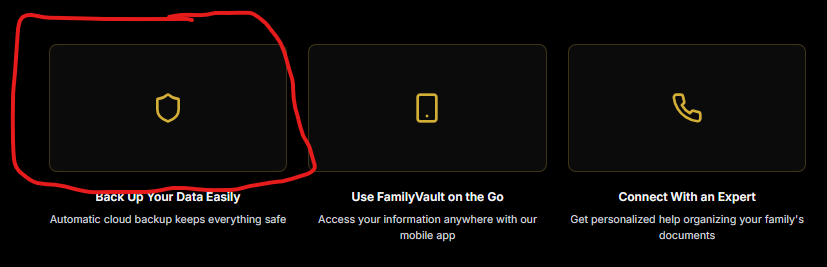 Back Up Your Data Easily
Automatic cloud backup keeps everything safe
Use FamilyVault on the Go
Access your information anywhere with our
mobile app
Connect With an Expert
Get personalized help organizing your family's
documents